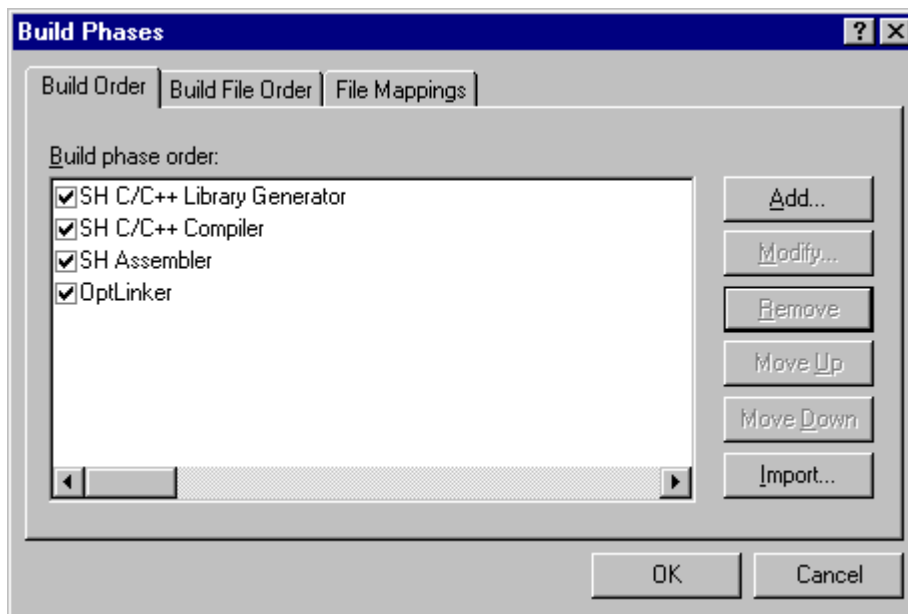 Build Phases
Build Order Build File Order File Mappings
Build phase order:
SH C/C++ Library Generator
SH C/C++ Compiler
SH Assembler
OptLinker
Add...
Modify...
Remove
Move Up
Move Down
Import...
OK Cancel